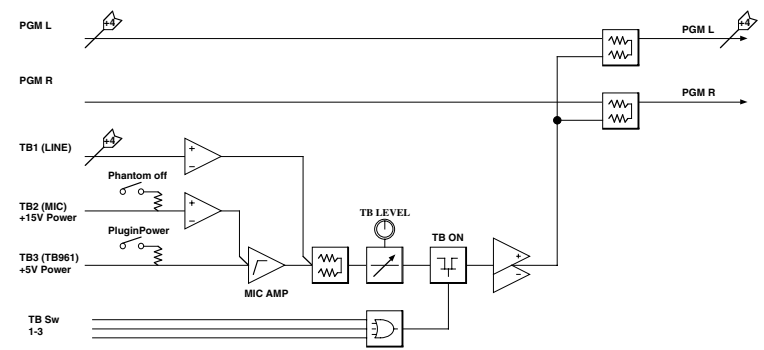 PGM L
+4
PGM L
+4
PGM R
PGM R
TB1 (LINE)
+4
+
−
Phantom off
TB2 (MIC)
+15V Power
+
−
TB LEVEL
PluginPower
TB ON
TB3 (TB961)
+5V Power
+
−
MIC AMP
TB Sw
1-3